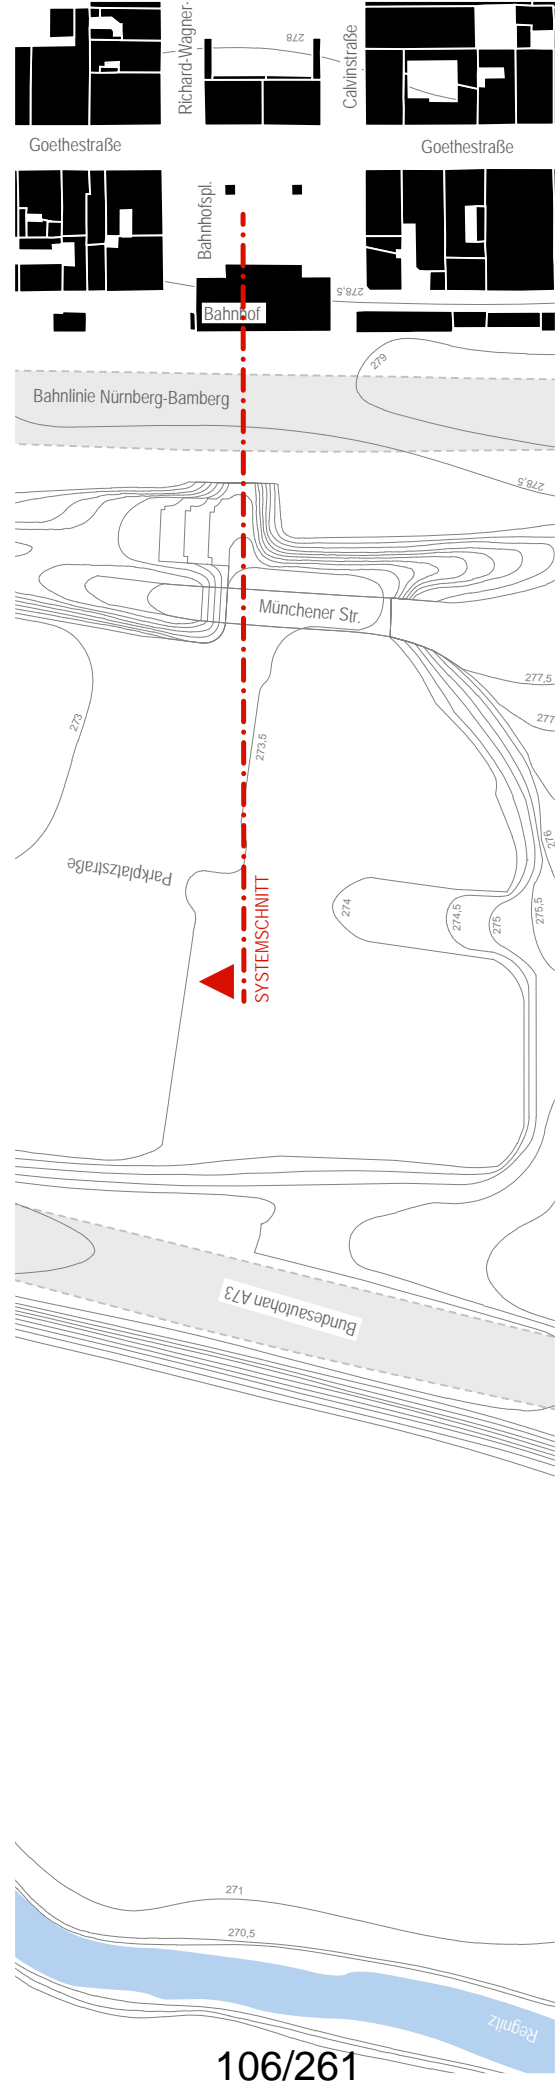 Richard-Wagner-
278
Calvinstraße
Goethestraße
Goethestraße
Bahnhofspl.
278,5
Bahnhof
279
Bahnlinie Nürnberg-Bamberg
278,5
Münchener Str.
277,5
273
277
273,5
276
Parkplatzstraße
SYSTEMSCHNITT
274
274,5
275
275,5
Bundesautohan A73
271
270,5
Regnitz
106/261